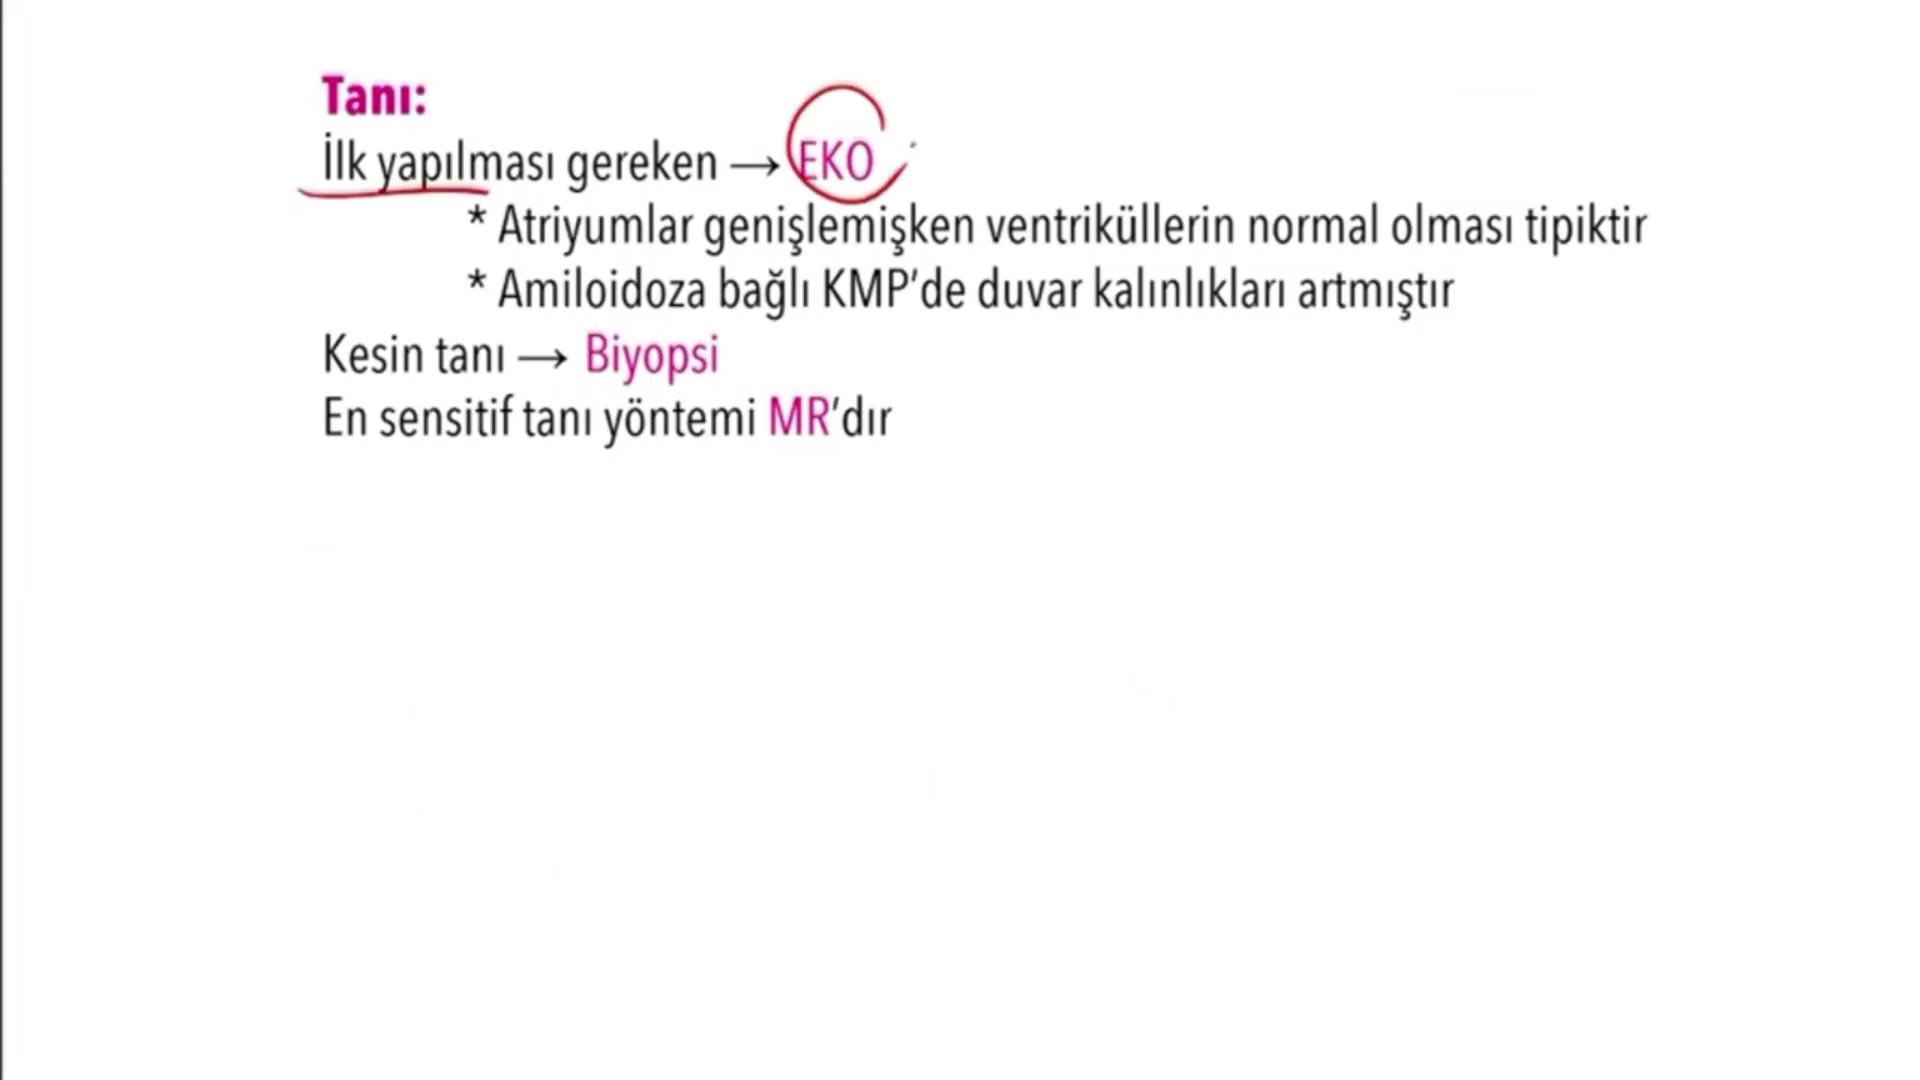 Tanı:
İlk yapılması gereken → EKO
* Atriyumlar genişlemişken ventriküllerin normal olması tipiktir
* Amiloidoza bağlı KMP'de duvar kalınlıkları artmıştır
Kesin tanı → Biyopsi
En sensitif tanı yöntemi MR'dır